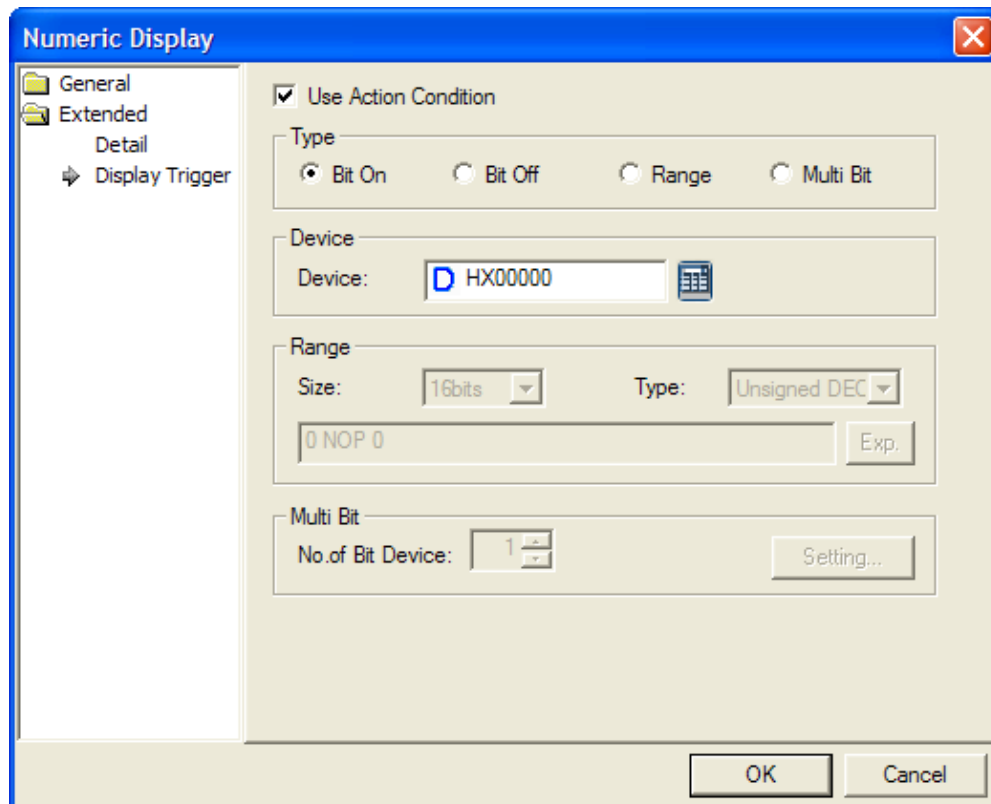 Numeric Display
General
Extended
Detail
Display Trigger
Use Action Condition
Type
Bit On Bit Off Range Multi Bit
Device
Device: D HX00000
Range
Size: 16bits Type: Unsigned DEC
0 NOP 0 Exp.
Multi Bit
No.of Bit Device: 1 Setting...
OK Cancel